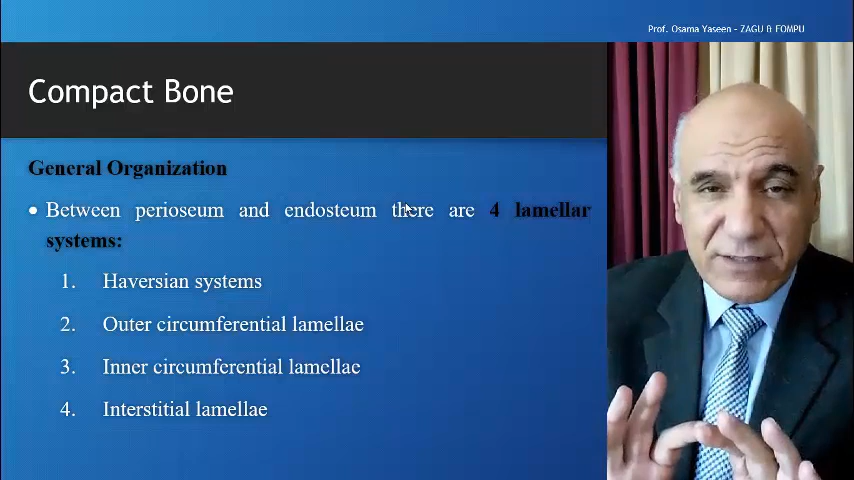 Prof. Osama Yaseen - ZAGU & FOMPU
Compact Bone
General Organization
• Between perioseum and endosteum there are 4 lamellar
systems:
1. Haversian systems
2. Outer circumferential lamellae
3. Inner circumferential lamellae
4. Interstitial lamellae